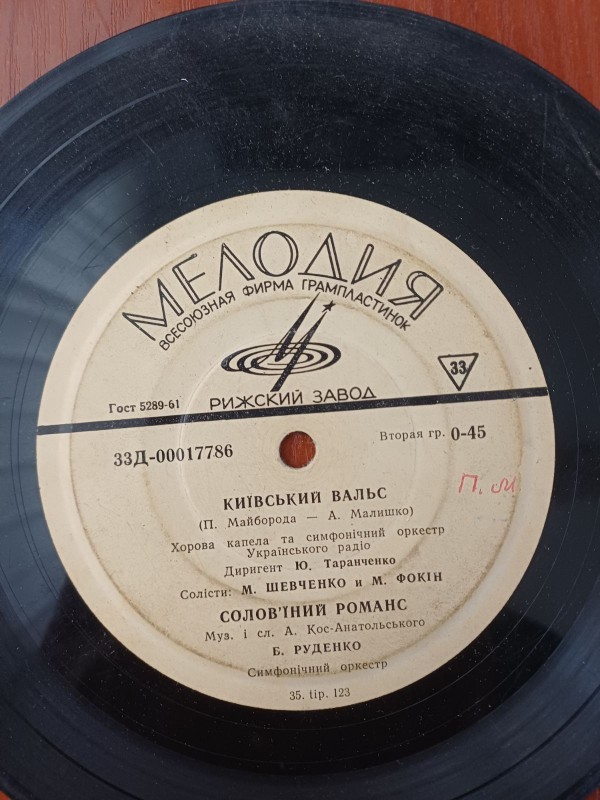 МЕЛОДИЯ
ВСЕСОЮЗНАЯ ФИРМА ГРАМПЛАСТИНОК
33
Гост 5289-61
РИЖСКИЙ ЗАВОД
33Д-00017786
Вторая гр. 0-45
П. м
КИЇВСЬКИЙ ВАЛЬС
(П. Майборода — А. Малишко)
Хорова капела та симфонічний оркестр
Українського радіо
Диригент Ю. Таранченко
Солісти: М. ШЕВЧЕНКО и М. ФОКІН
СОЛОВ'ЇНИЙ РОМАНС
Муз. і сл. А. Кос-Анатольського
Б. РУДЕНКО
Симфонічний оркестр
35. tip. 123